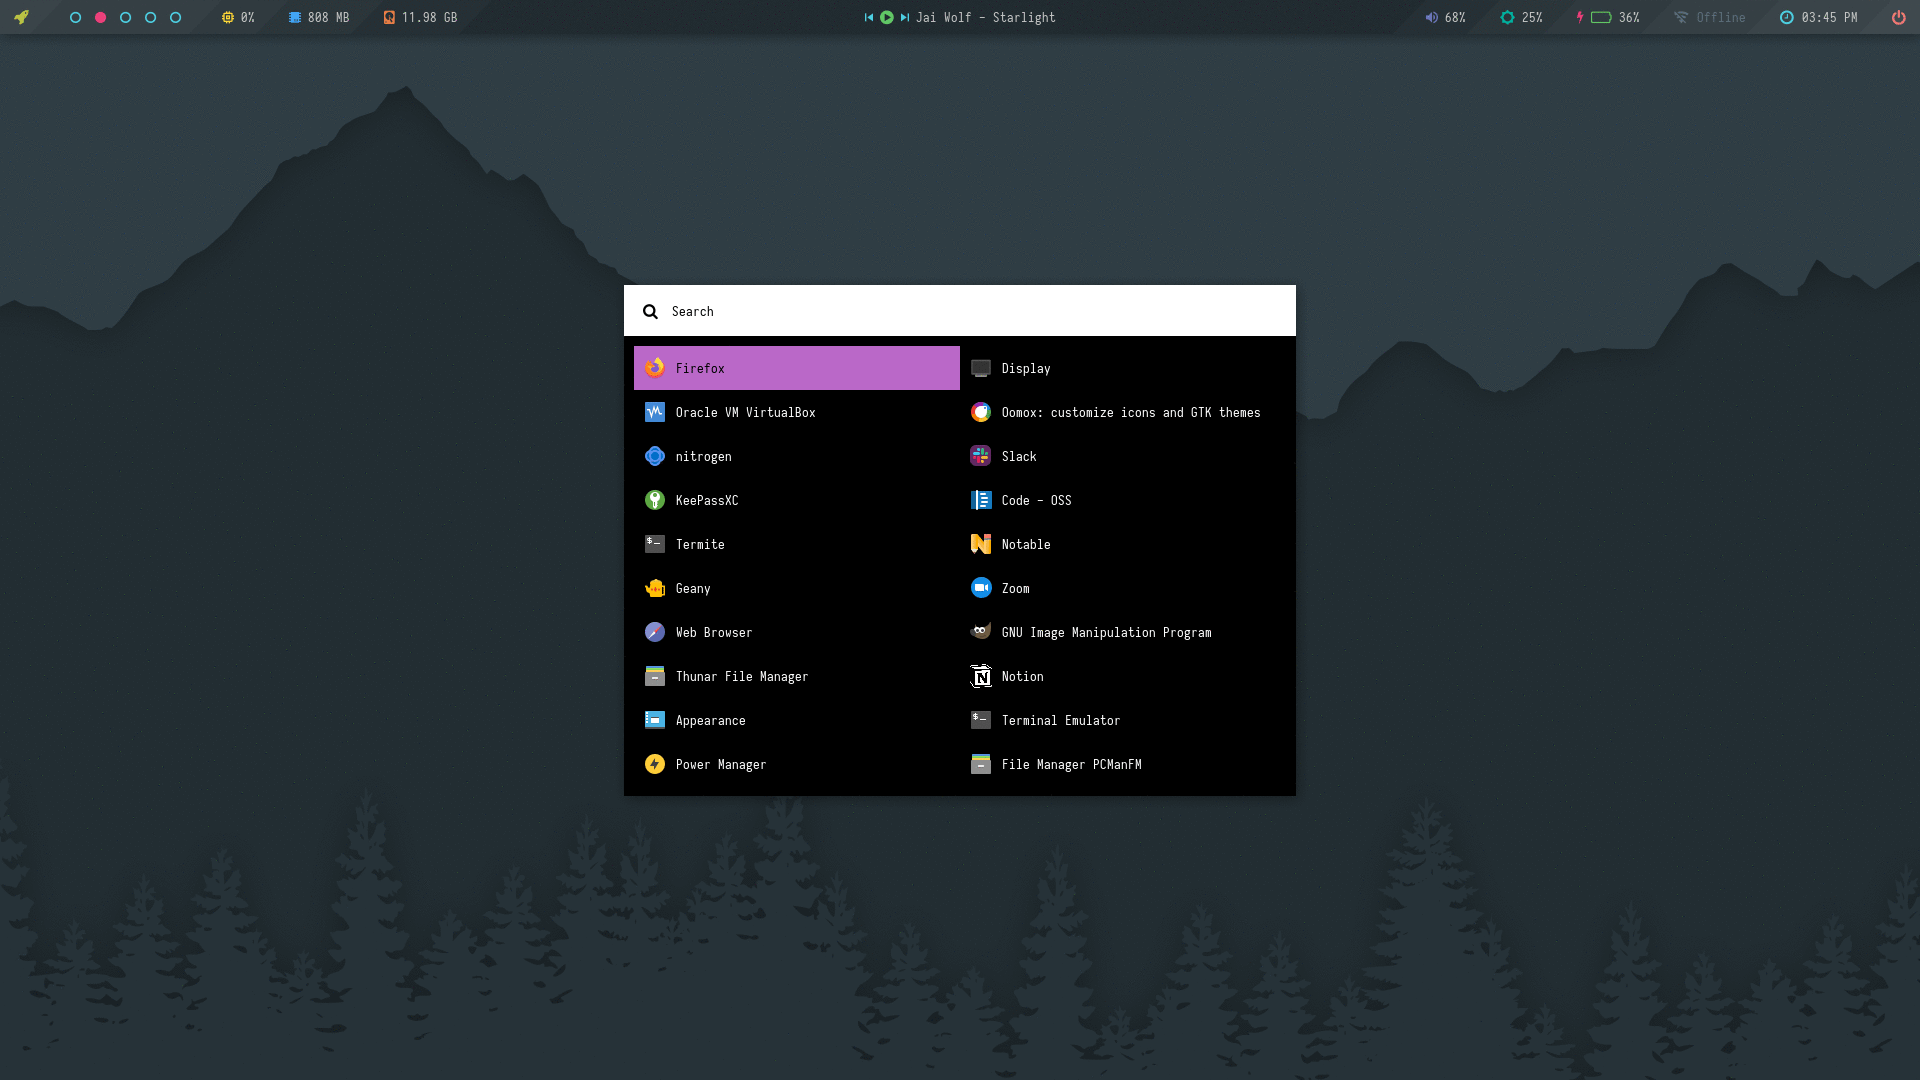 0% 808 MB 11.98 GB Jai Wolf - Starlight 68% 25% 36% Offline 03:45 PM
Search
Firefox
Oracle VM VirtualBox
nitrogen
KeePassXC
Termite
Geany
Web Browser
Thunar File Manager
Appearance
Power Manager
Display
Oomox: customize icons and GTK themes
Slack
Code - OSS
Notable
Zoom
GNU Image Manipulation Program
Notion
Terminal Emulator
File Manager PCManFM